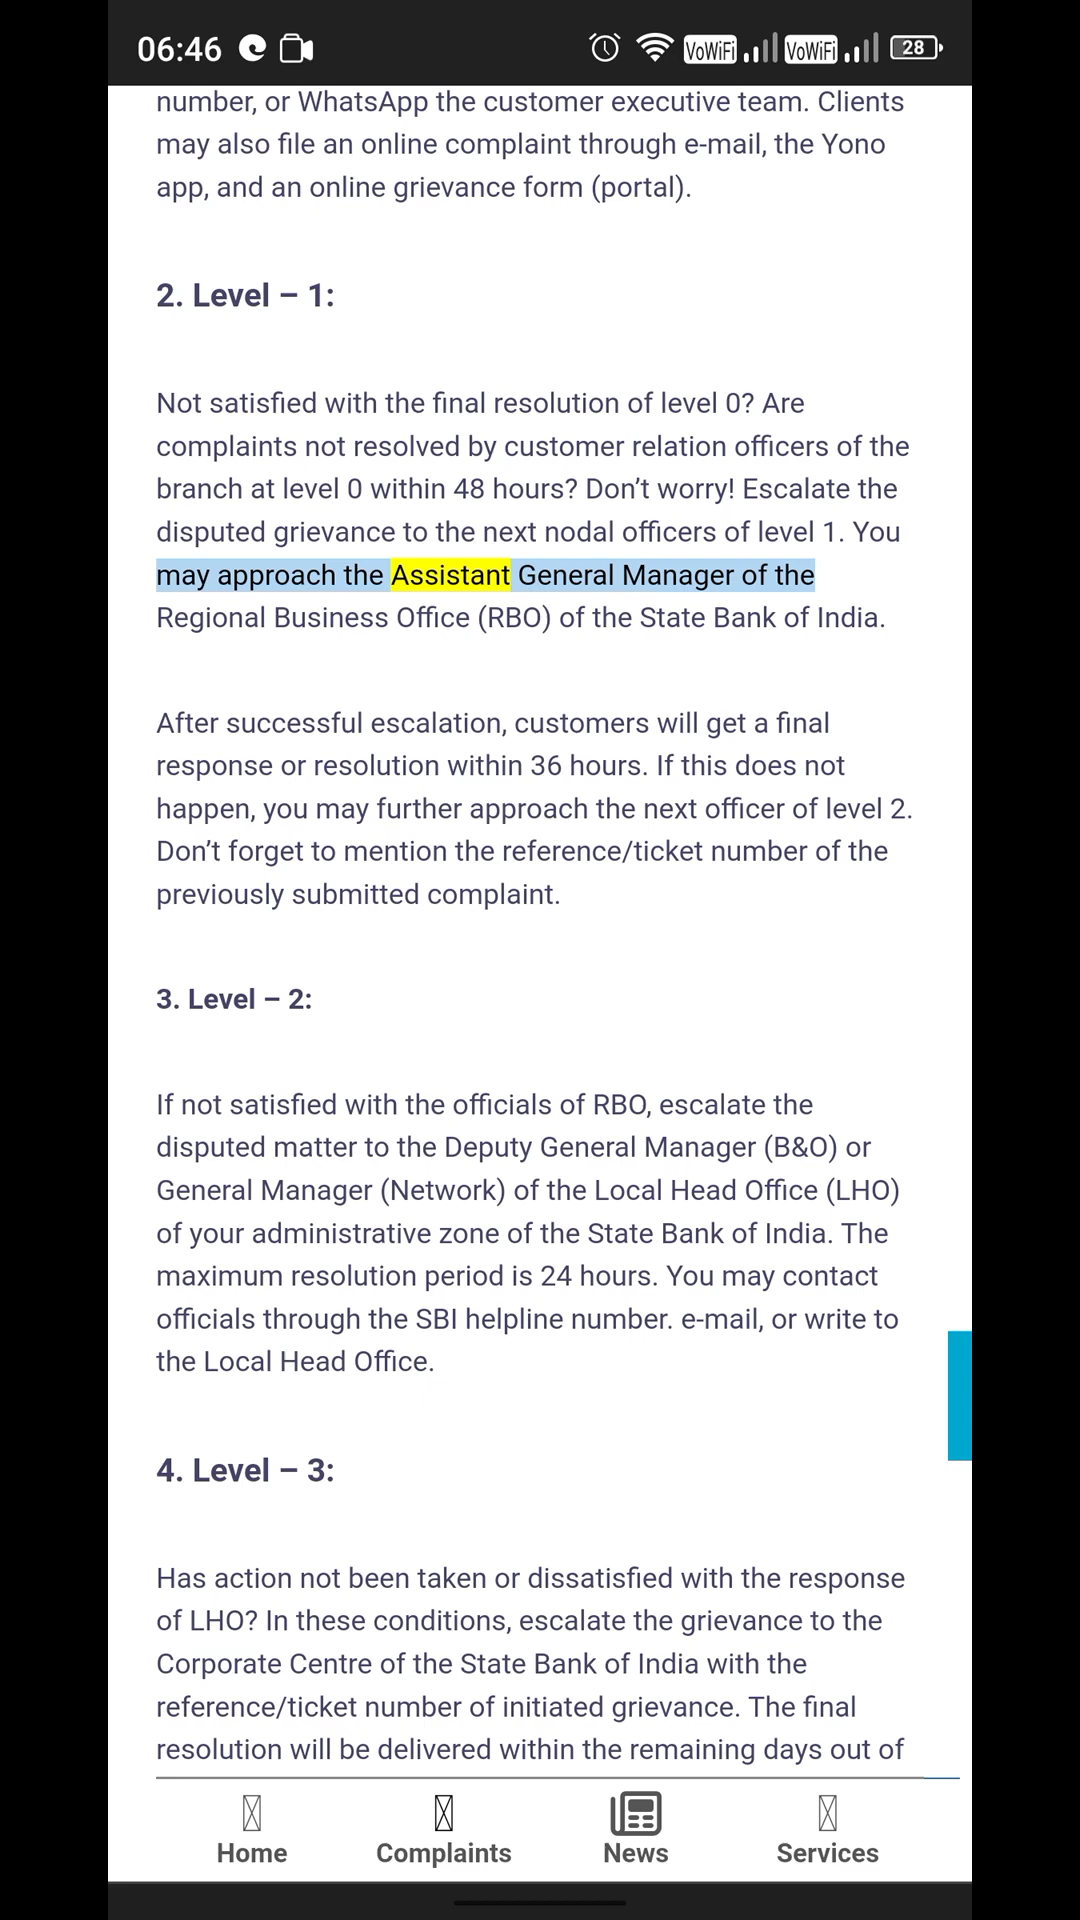 06:46
VoWiFi VoWiFi 28
number, or WhatsApp the customer executive team. Clients
may also file an online complaint through e-mail, the Yono
app, and an online grievance form (portal).
2. Level – 1:
Not satisfied with the final resolution of level 0? Are
complaints not resolved by customer relation officers of the
branch at level 0 within 48 hours? Don’t worry! Escalate the
disputed grievance to the next nodal officers of level 1. You
may approach the Assistant General Manager of the
Regional Business Office (RBO) of the State Bank of India.
After successful escalation, customers will get a final
response or resolution within 36 hours. If this does not
happen, you may further approach the next officer of level 2.
Don’t forget to mention the reference/ticket number of the
previously submitted complaint.
3. Level – 2:
If not satisfied with the officials of RBO, escalate the
disputed matter to the Deputy General Manager (B&O) or
General Manager (Network) of the Local Head Office (LHO)
of your administrative zone of the State Bank of India. The
maximum resolution period is 24 hours. You may contact
officials through the SBI helpline number. e-mail, or write to
the Local Head Office.
4. Level – 3:
Has action not been taken or dissatisfied with the response
of LHO? In these conditions, escalate the grievance to the
Corporate Centre of the State Bank of India with the
reference/ticket number of initiated grievance. The final
resolution will be delivered within the remaining days out of
Home Complaints News Services